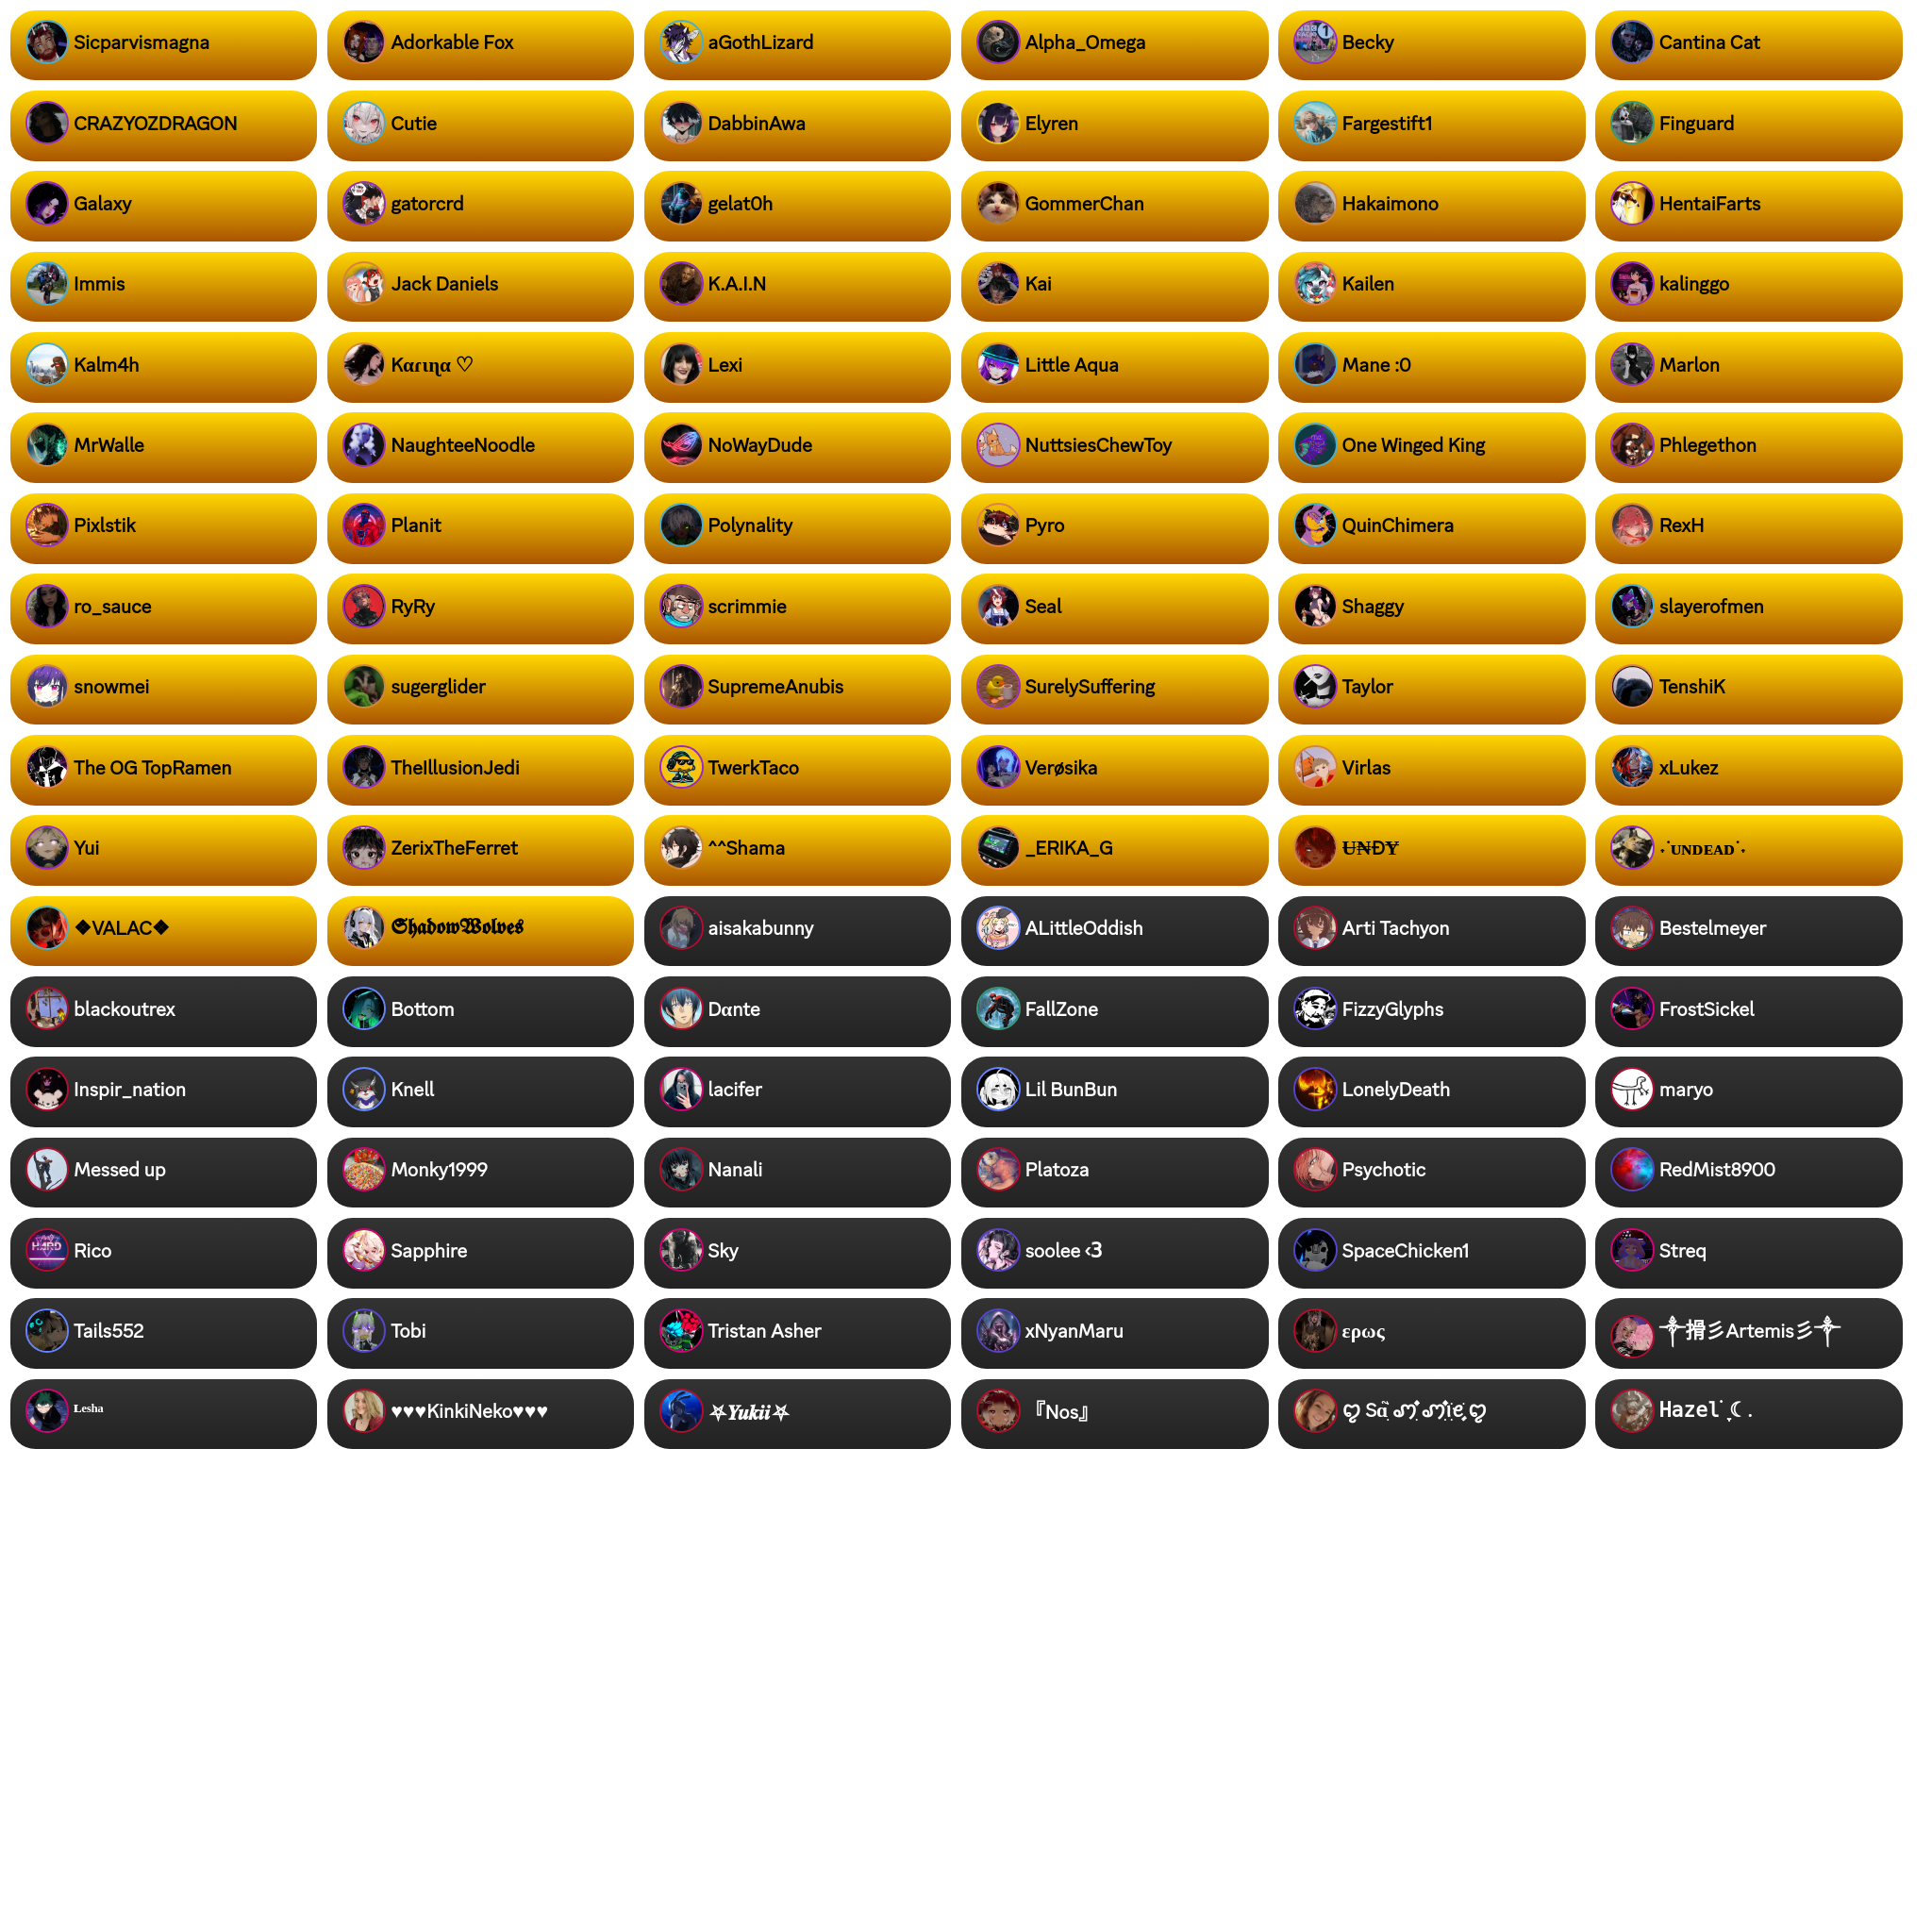 Sicparvismagna
Adorkable Fox
aGothLizard
Alpha_Omega
Becky
Cantina Cat
CRAZYOZDRAGON
Cutie
DabbinAwa
Elyren
Fargestift1
Finguard
Galaxy
gatorcrd
gelat0h
GommerChan
Hakaimono
HentaiFarts
Immis
Jack Daniels
K.A.I.N
Kai
Kailen
kalinggo
Kalm4h
Kαɾιɳα ♡
Lexi
Little Aqua
Mane :0
Marlon
MrWalle
NaughteeNoodle
NoWayDude
NuttsiesChewToy
One Winged King
Phlegethon
Pixlstik
Planit
Polynality
Pyro
QuinChimera
RexH
ro_sauce
RyRy
scrimmie
Seal
Shaggy
slayerofmen
snowmei
sugerglider
SupremeAnubis
SurelySuffering
Taylor
TenshiK
The OG TopRamen
TheIllusionJedi
TwerkTaco
Verøsika
Virlas
xLukez
Yui
ZerixTheFerret
^^Shama
_ERIKA_G
U̶N̶ĐɎ
˖˙ᴜɴᴅᴇᴀᴅ˙˖
❖VALAC❖
𝕾𝖍𝖆𝖉𝖔𝖜𝖂𝖔𝖑𝖛𝖊𝖘
aisakabunny
ALittleOddish
Arti Tachyon
Bestelmeyer
blackoutrex
Bottom
Dαnte
FallZone
FizzyGlyphs
FrostSickel
Inspir_nation
Knell
lacifer
Lil BunBun
LonelyDeath
maryo
Messed up
Monky1999
Nanali
Platoza
Psychotic
RedMist8900
Rico
Sapphire
Sky
soolee <3
SpaceChicken1
Streq
Tails552
Tobi
Tristan Asher
xNyanMaru
ερως
༒搰彡Artemis彡༒
ᴸᵉˢʰᵃ
♥♥♥KinkiNeko♥♥♥
⛧𝒀𝒖𝒌𝒊𝒊⛧
『Nos』
𝙷𝚊𝚣𝚎𝚕˙ ̩͙☾.